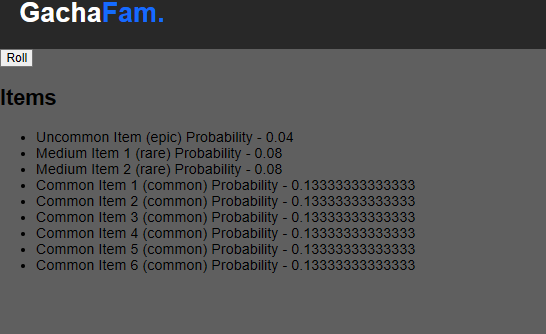 GachaFam.
Roll
Items
Uncommon Item (epic) Probability - 0.04
Medium Item 1 (rare) Probability - 0.08
Medium Item 2 (rare) Probability - 0.08
Common Item 1 (common) Probability - 0.13333333333333
Common Item 2 (common) Probability - 0.13333333333333
Common Item 3 (common) Probability - 0.13333333333333
Common Item 4 (common) Probability - 0.13333333333333
Common Item 5 (common) Probability - 0.13333333333333
Common Item 6 (common) Probability - 0.13333333333333